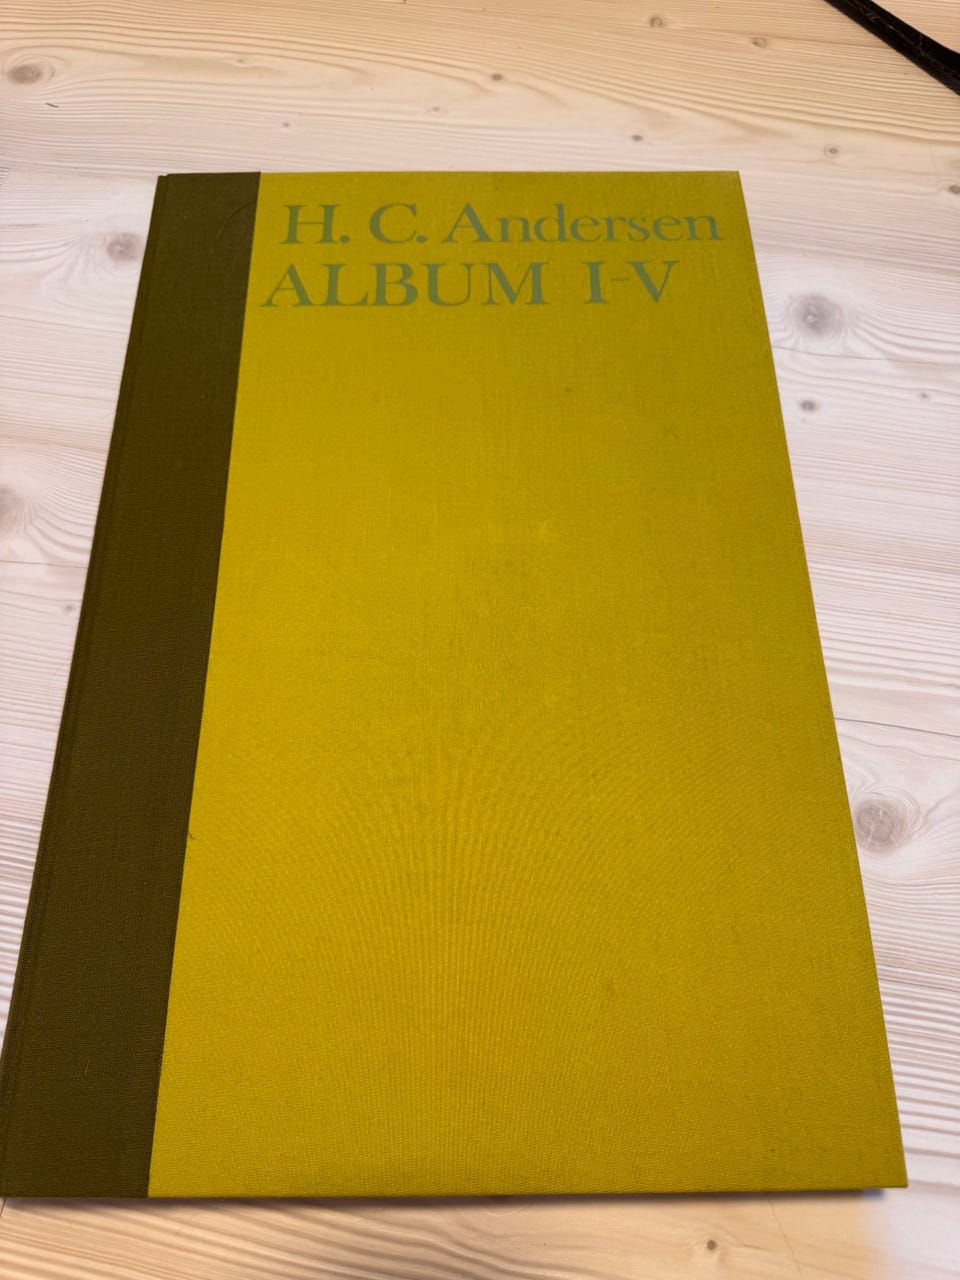 H. C. Andersen
ALBUM I-V